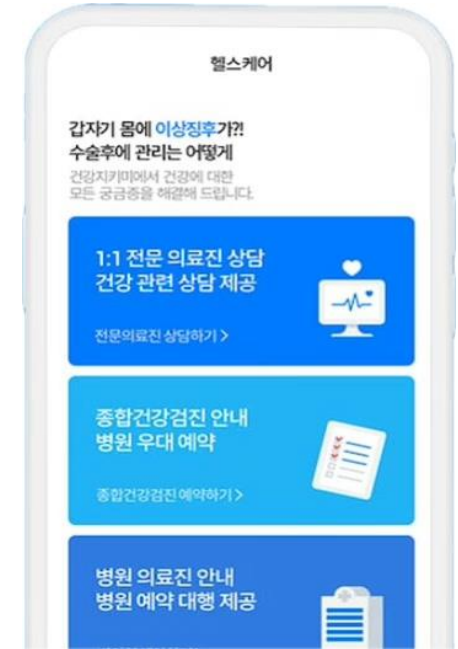 헬스케어
갑자기 몸에 이상징후가?!
수술후에 관리는 어떻게
건강지키미에서 건강에 대한
모든 궁금증을 해결해 드립니다.
1:1 전문 의료진 상담
건강 관련 상담 제공
전문의료진 상담하기 >
종합건강검진 안내
병원 우대 예약
종합건강검진 예약하기 >
병원 의료진 안내
병원 예약 대행 제공